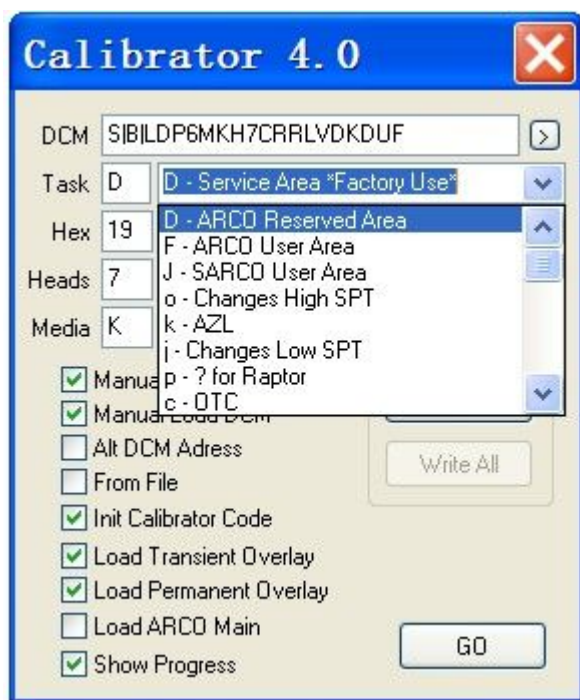 Calibrator 4.0
DCM S|B|LDP6MKH7CRRLVDKDUF >
Task D D - Service Area *Factory Use*
Hex 19 D - ARCO Reserved Area
F - ARCO User Area
Heads 7 J - SARCO User Area
o - Changes High SPT
Media K k - AZL
j - Changes Low SPT
Manua p - ? for Raptor
Manual Load DCM c - OTC
Alt DCM Adress
Write All
From File
Init Calibrator Code
Load Transient Overlay
Load Permanent Overlay
Load ARCO Main
GO
Show Progress